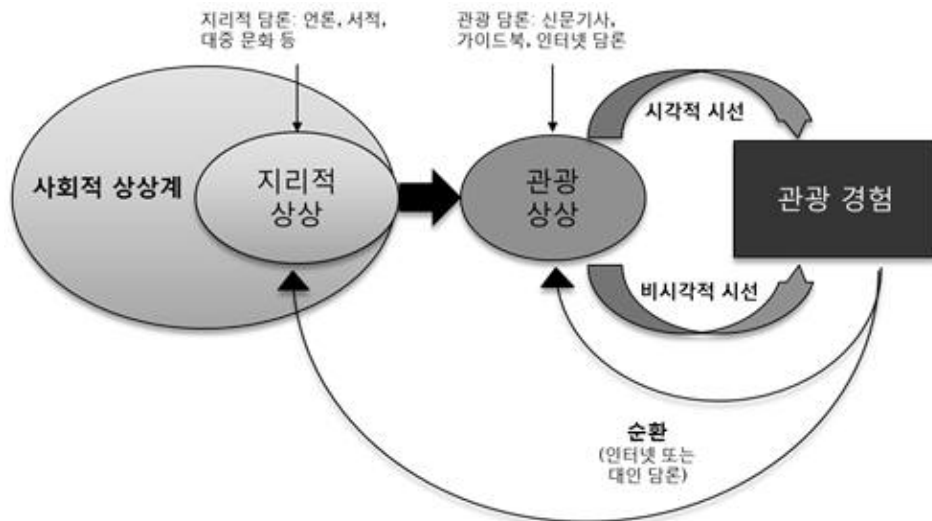 지리적 담론: 언론, 서적,
대중 문화 등
관광 담론: 신문기사,
가이드북, 인터넷 담론
시각적 시선
사회적 상상계
지리적
상상
관광
상상
관광 경험
비시각적 시선
순환
(인터넷 또는
대인 담론)